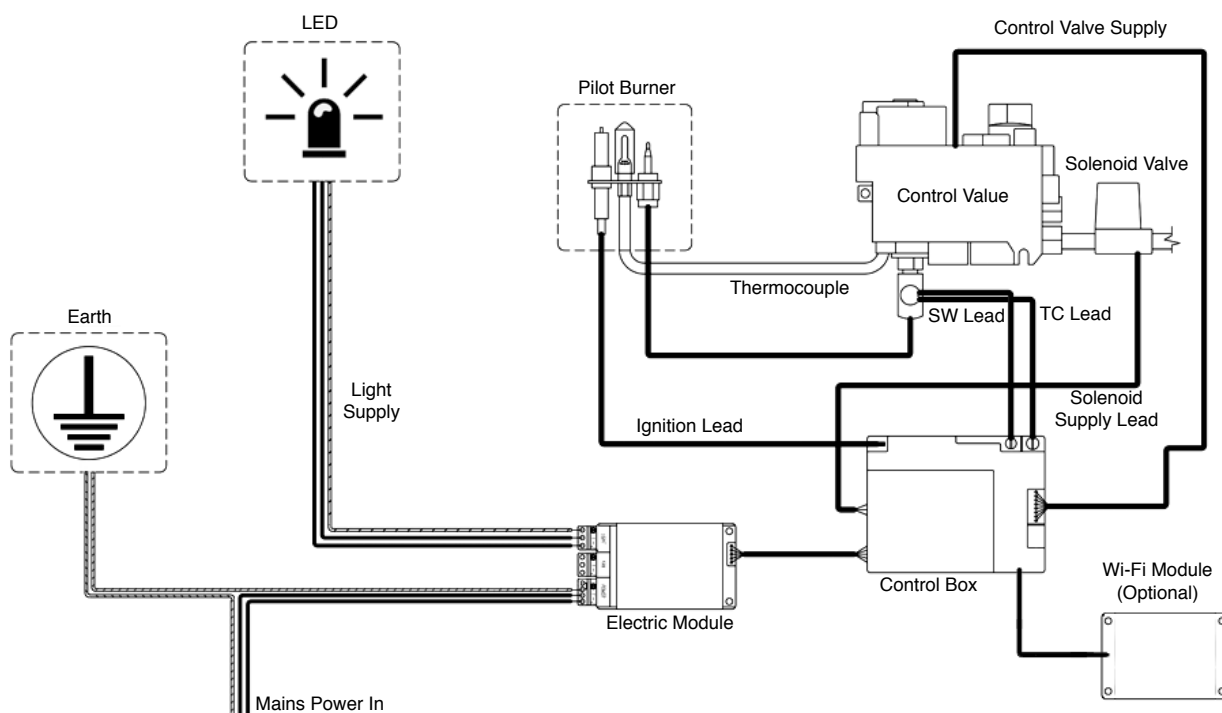 LED
Control Valve Supply
Pilot Burner
Solenoid Valve
Control Value
Thermocouple
SW Lead
TC Lead
Earth
Light
Supply
Solenoid
Supply Lead
Ignition Lead
Control Box
Wi-Fi Module
(Optional)
Electric Module
Mains Power In